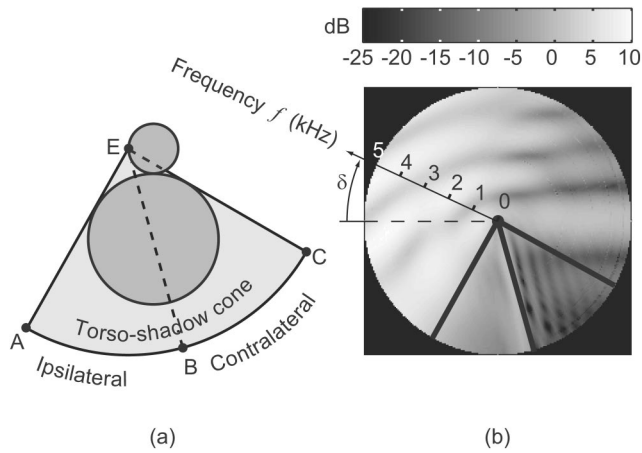 dB
-25 -20 -15 -10 -5 0 5 10
Frequency f (kHz)
5 4 3 2 1 0
δ
E
A
B
C
Torso-shadow cone
Ipsilateral
Contralateral
(a)
(b)